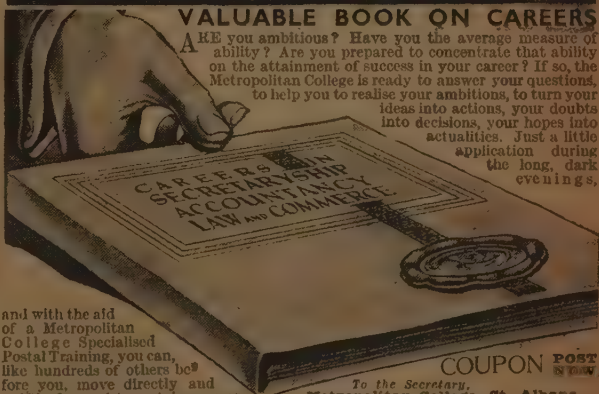 VALUABLE BOOK ON CAREERS
ARE you ambitious? Have you the average measure of
ability? Are you prepared to concentrate that ability
on the attainment of success in your career? If so, the
Metropolitan College is ready to answer your questions,
to help you to realise your ambitions, to turn your
ideas into actions, your doubts
into decisions, your hopes into
actualities. Just a little
application during
the long, dark
evenings,
CAREERS IN
SECRETARYSHIP
ACCOUNTANCY
LAW AND COMMERCE
and with the aid
of a Metropolitan
College Specialised
Postal Training, you can,
like hundreds of others be-
fore you, move directly and
COUPON POST
NOW
To the Secretary,
Metropolitan College, St. Albans